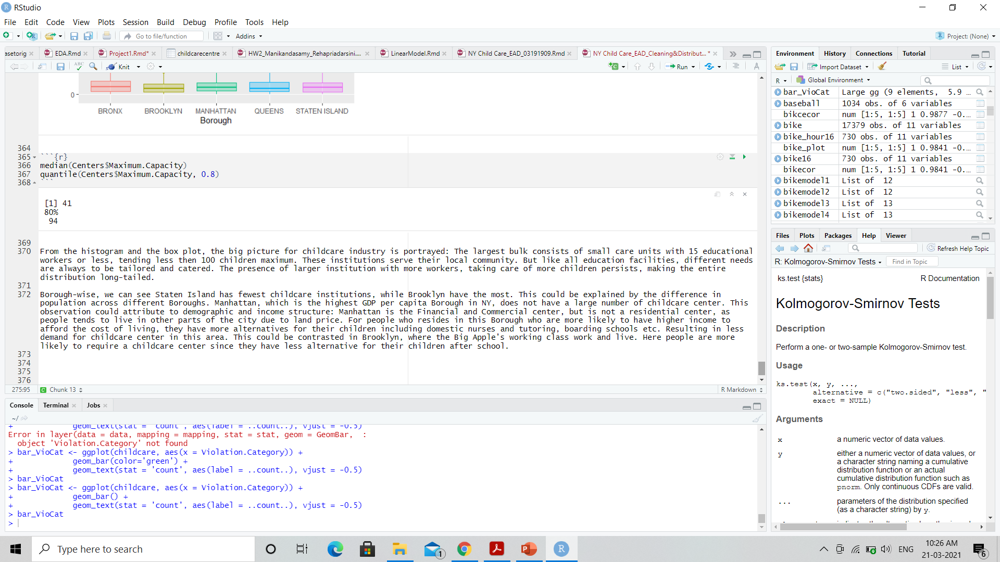 RStudio
File Edit Code View Plots Session Build Debug Profile Tools Help
Go to file/function Addins Project: (None)
asetorig EDA.Rmd Project1.Rmd* childcarecentre HW2_Manikandasamy_Rehapriadarsini.... LinearModel.Rmd NY Child Care_EAD_03191909.Rmd NY Child Care_EAD_Cleaning&Distribut... *
ABC Knit Run
0
BRONX BROOKLYN MANHATTAN QUEENS STATEN ISLAND
Borough
364
365 ```{r}
366 median(Centers$Maximum.Capacity)
367 quantile(Centers$Maximum.Capacity, 0.8)
368 ```
[1] 41
80%
94
369
370 From the histogram and the box plot, the big picture for childcare industry is portrayed: The largest bulk consists of small care units with 15 educational
workers or less, tending less then 100 children maximum. These institutions serve their local community. But like all education facilities, different needs
are always to be tailored and catered. The presence of larger institution with more workers, taking care of more children persists, making the entire
distribution long-tailed.
371
372 Borough-wise, we can see Staten Island has fewest childcare institutions, while Brooklyn have the most. This could be explained by the difference in
population across different Boroughs. Manhattan, which is the highest GDP per capita Borough in NY, does not have a large number of childcare center. This
observation could attribute to demographic and income structure: Manhattan is the Financial and Commercial center, but is not a residential center, as
people tends to live in other parts of the city due to land price. For people who resides in this Borough who are more likely to have higher income to
afford the cost of living, they have more alternatives for their children including domestic nurses and tutoring, boarding schools etc. Resulting in less
demand for childcare center in this area. This could be contrasted in Brooklyn, where the Big Apple's working class work and live. Here people are more
likely to require a childcare center since they have less alternative for their children after school.
373
374
375
376
275:95 C Chunk 13 R Markdown
Console Terminal Jobs
~/
+ geom_text(stat = 'count', aes(label = ..count..), vjust = -0.5)
Error in layer(data = data, mapping = mapping, stat = stat, geom = GeomBar, :
object 'Violation.Category' not found
> bar_VioCat <- ggplot(childcare, aes(x = Violation.Category)) +
+ geom_bar(color='green') +
+ geom_text(stat = 'count', aes(label = ..count..), vjust = -0.5)
> bar_VioCat
> bar_VioCat <- ggplot(childcare, aes(x = Violation.Category)) +
+ geom_bar() +
+ geom_text(stat = 'count', aes(label = ..count..), vjust = -0.5)
> bar_VioCat
>
Environment History Connections Tutorial
Import Dataset List
R Global Environment
bar_VioCat Large gg (9 elements, 5.9 ...
baseball 1034 obs. of 6 variables
bikcecor num [1:5, 1:5] 1 0.9877 -0...
bike 17379 obs. of 11 variables
bike_hour16 730 obs. of 11 variables
bike_plot num [1:5, 1:5] 1 0.9841 -0...
bike16 730 obs. of 11 variables
bikecor num [1:5, 1:5] 1 0.9841 -0...
bikemodel1 List of 12
bikemodel2 List of 12
bikemodel3 List of 13
bikemodel4 List of 13
Files Plots Packages Help Viewer
Refresh Help Topic
R: Kolmogorov-Smirnov Tests Find in Topic
ks.test {stats} R Documentation
Kolmogorov-Smirnov Tests
Description
Perform a one- or two-sample Kolmogorov-Smirnov test.
Usage
ks.test(x, y, ...,
alternative = c("two.sided", "less", "
exact = NULL)
Arguments
x a numeric vector of data values.
y either a numeric vector of data values, or
a character string naming a cumulative
distribution function or an actual
cumulative distribution function such as
pnorm. Only continuous CDFs are valid.
... parameters of the distribution specified
(as a character string) by y.
Type here to search 1 ENG 10:26 AM
21-03-2021 6